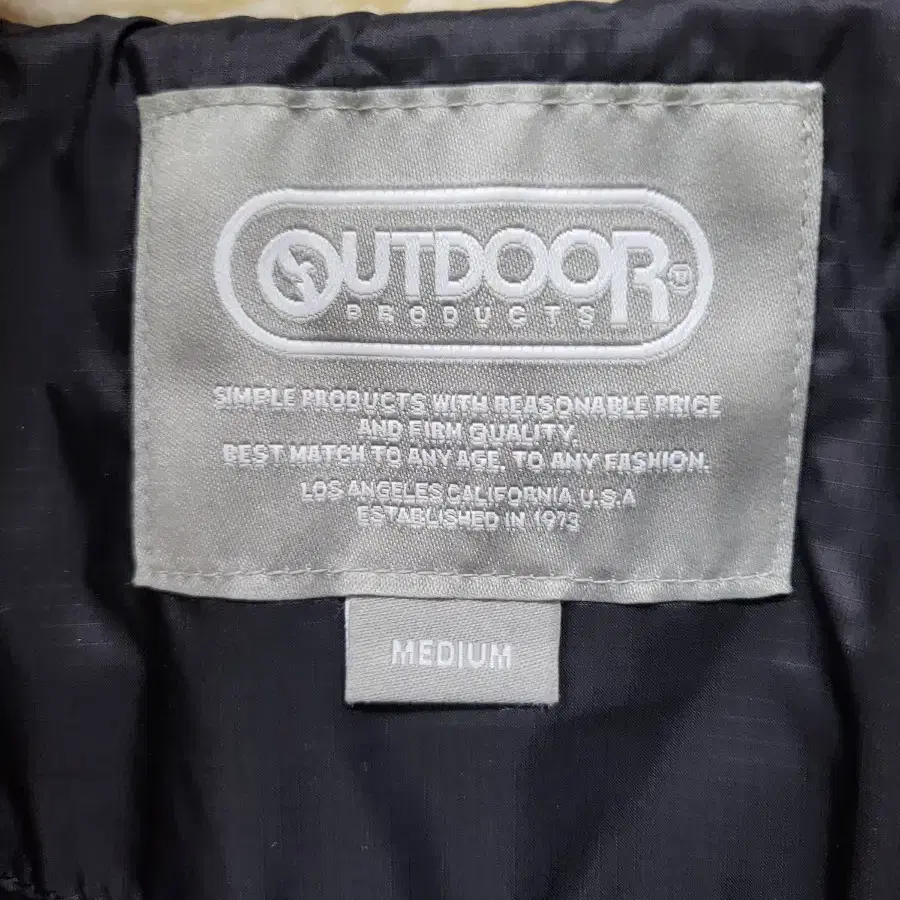 OUTDOOR®
PRODUCTS
SIMPLE PRODUCTS WITH REASONABLE PRICE
AND FIRM QUALITY.
BEST MATCH TO ANY AGE, TO ANY FASHION.
LOS ANGELES CALIFORNIA U.S.A
ESTABLISHED IN 1973
MEDIUM